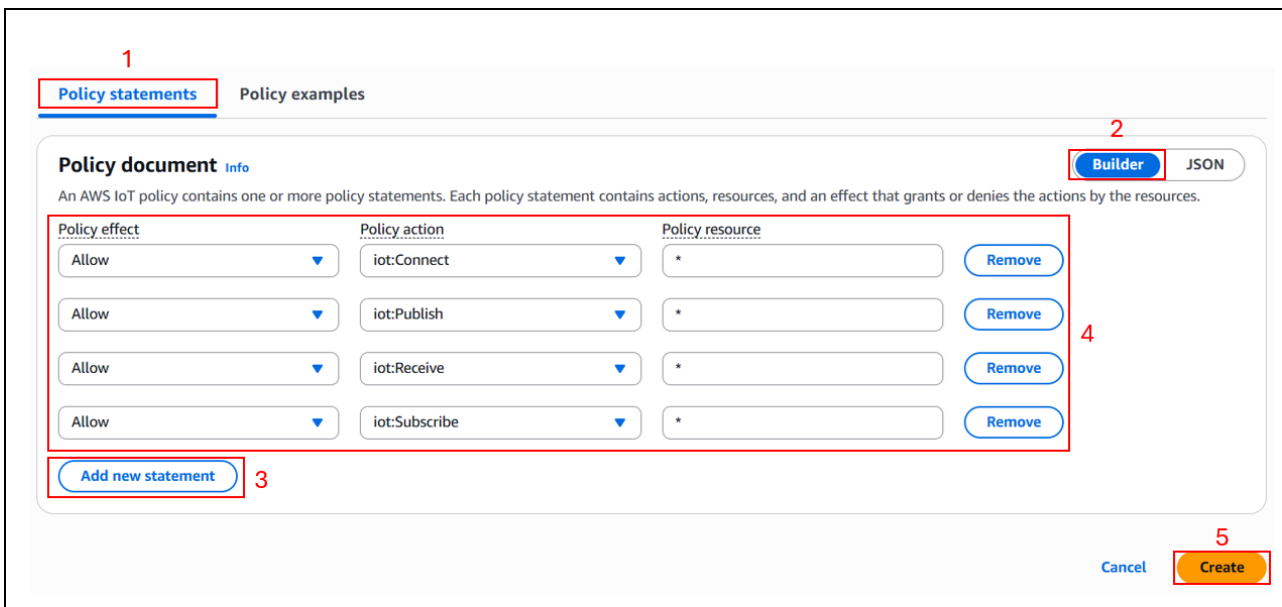 1
Policy statements Policy examples
2
Policy document Info Builder JSON
An AWS IoT policy contains one or more policy statements. Each policy statement contains actions, resources, and an effect that grants or denies the actions by the resources.
Policy effect Policy action Policy resource
Allow iot:Connect * Remove
Allow iot:Publish * Remove
4
Allow iot:Receive * Remove
Allow iot:Subscribe * Remove
Add new statement 3
5
Cancel Create